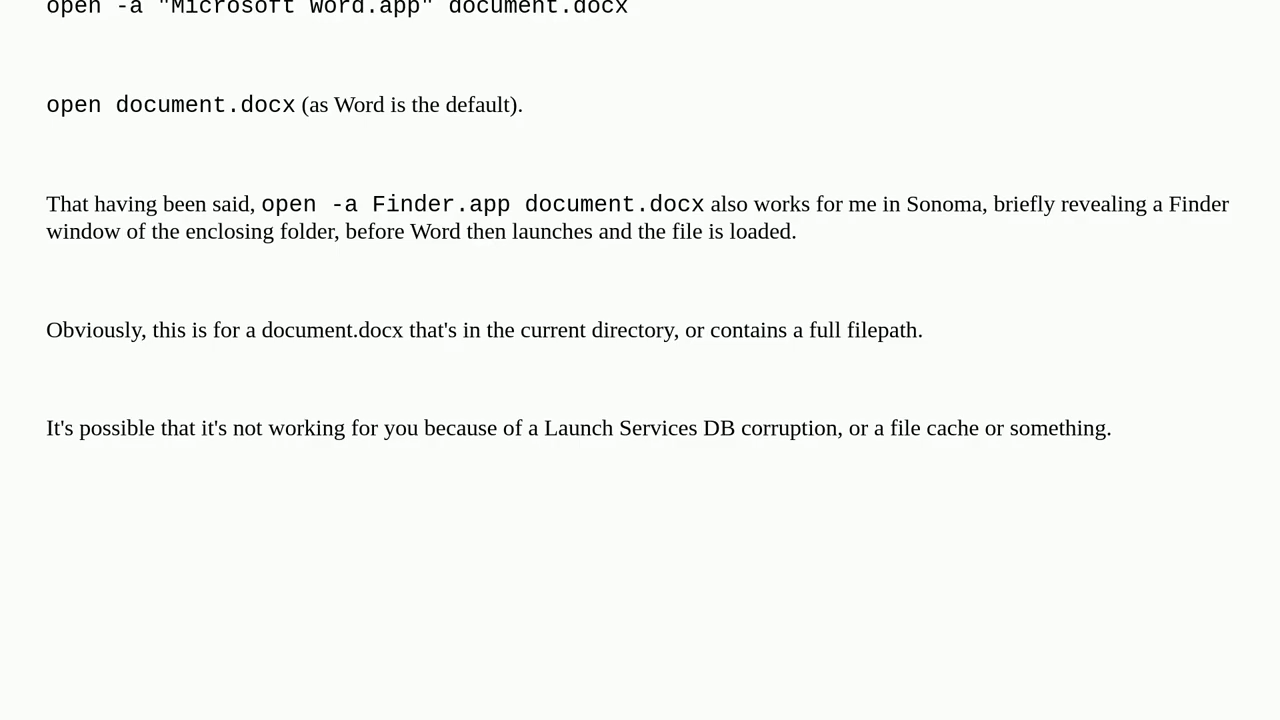 open -a "Microsoft Word.app" document.docx
open document.docx (as Word is the default).
That having been said, open -a Finder.app document.docx also works for me in Sonoma, briefly revealing a Finder
window of the enclosing folder, before Word then launches and the file is loaded.
Obviously, this is for a document.docx that's in the current directory, or contains a full filepath.
It's possible that it's not working for you because of a Launch Services DB corruption, or a file cache or something.